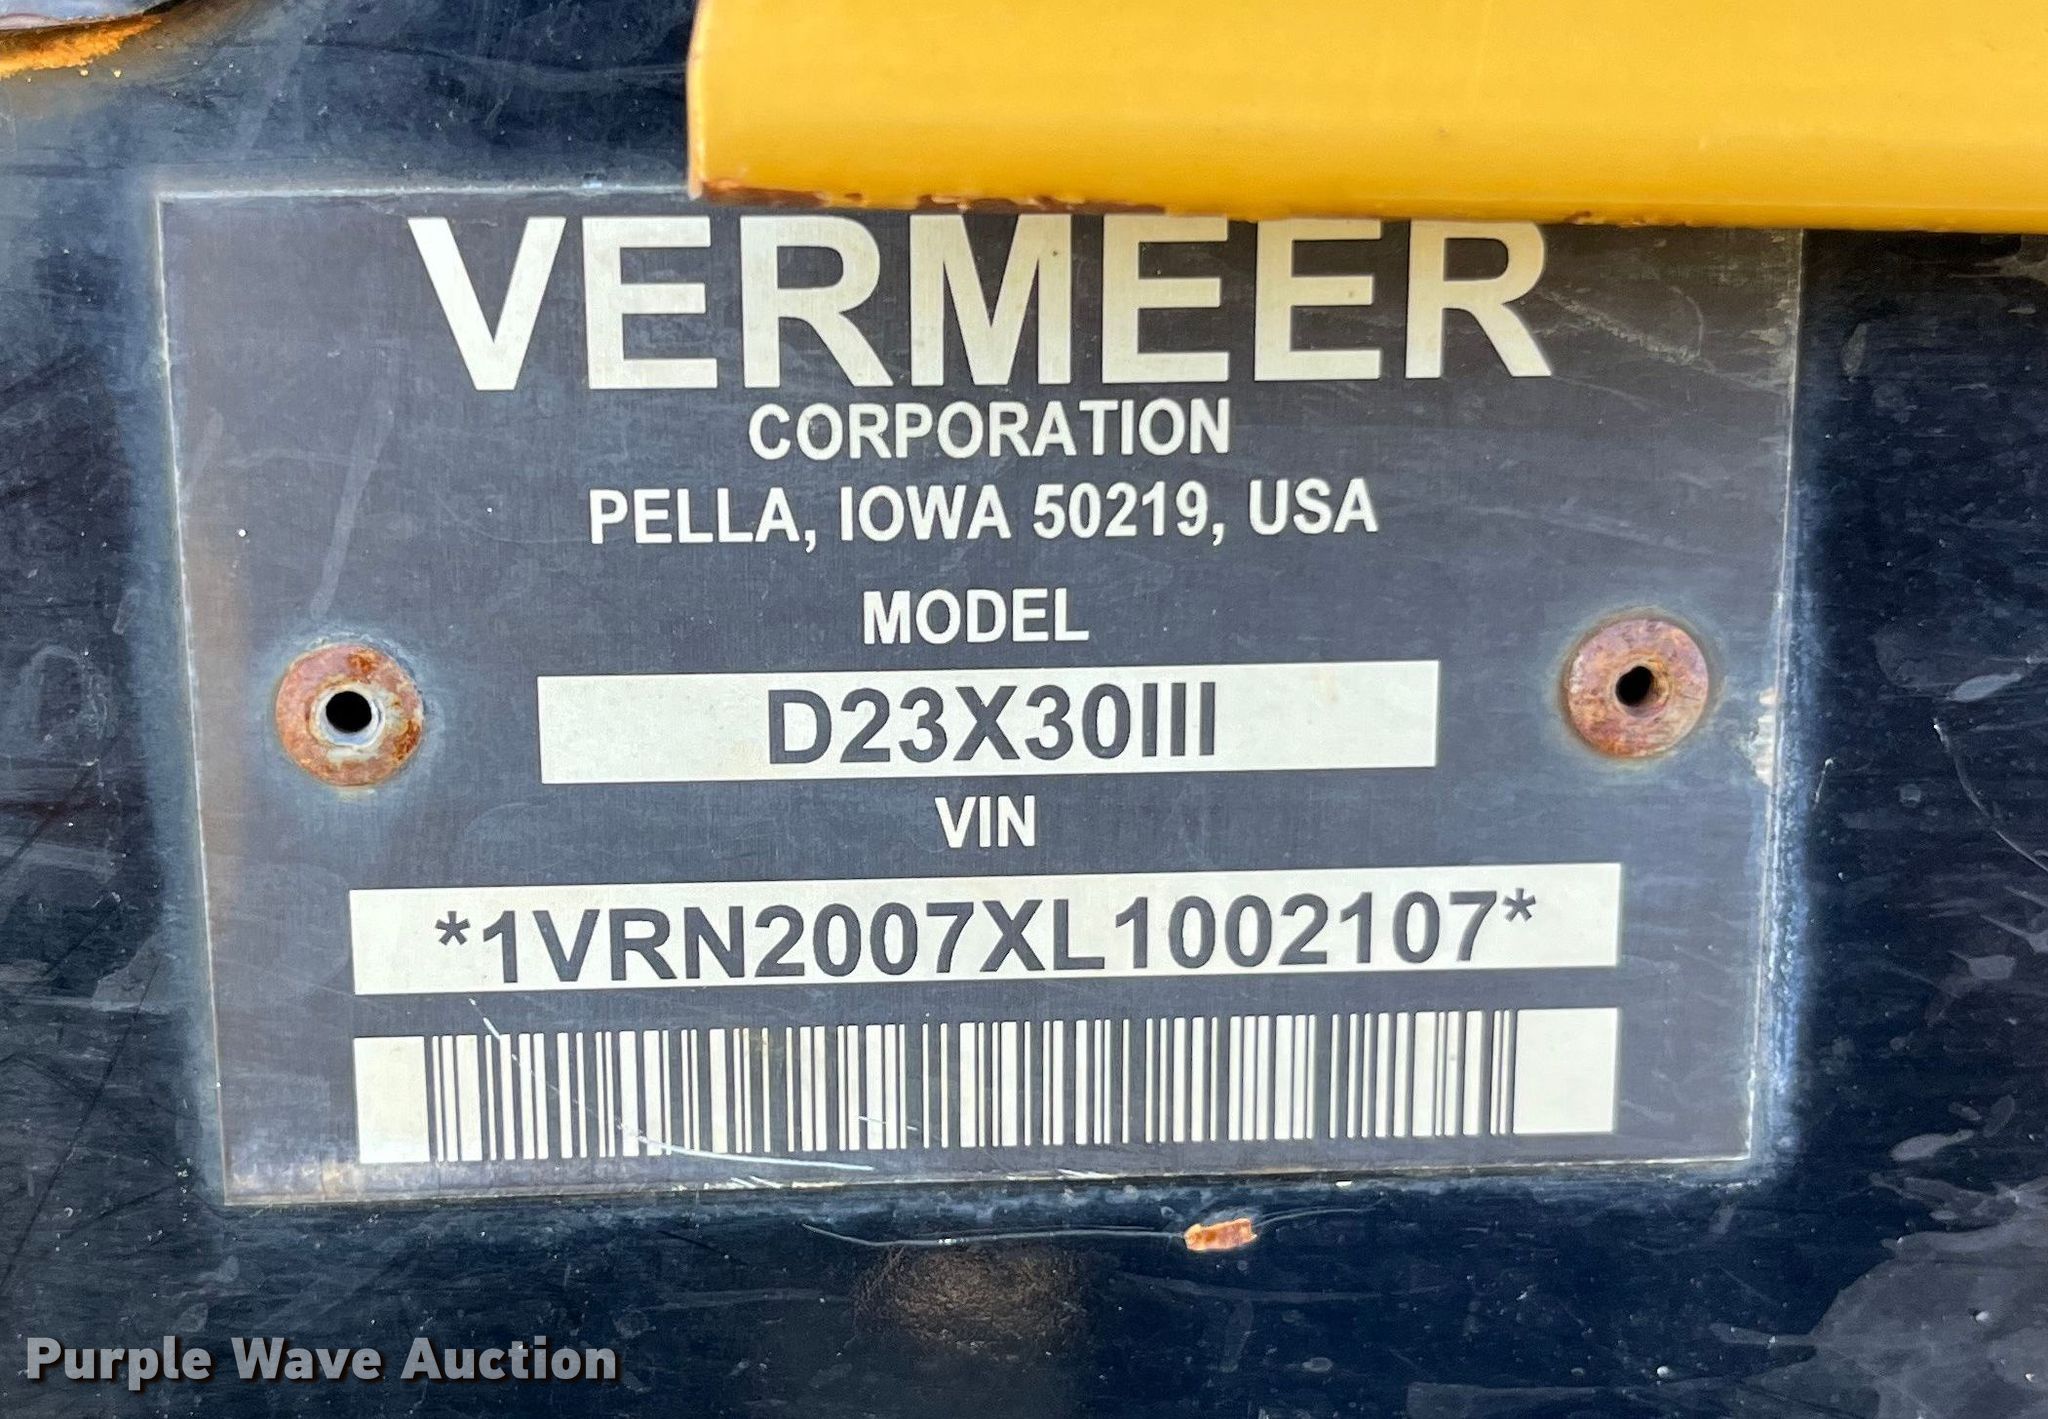 VERMEER
CORPORATION
PELLA, IOWA 50219, USA
MODEL
D23X30III
VIN
*1VRN2007XL1002107*
Purple Wave Auction